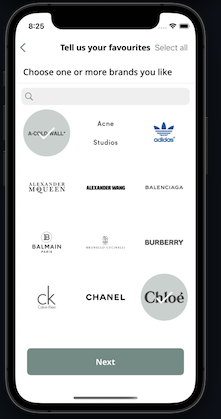 8:25
Tell us your favourites Select all
Choose one or more brands you like
A-COLD-WALL*
Acne
Studios
adidas
ALEXANDER
MCQUEEN
ALEXANDER WANG
BALENCIAGA
BALMAIN
PARIS
BRUNELLO CUCINELLI
BURBERRY
ck
Calvin Klein
CHANEL
Chloé
Next